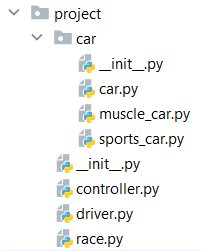 project
car
__init__.py
car.py
muscle_car.py
sports_car.py
__init__.py
controller.py
driver.py
race.py